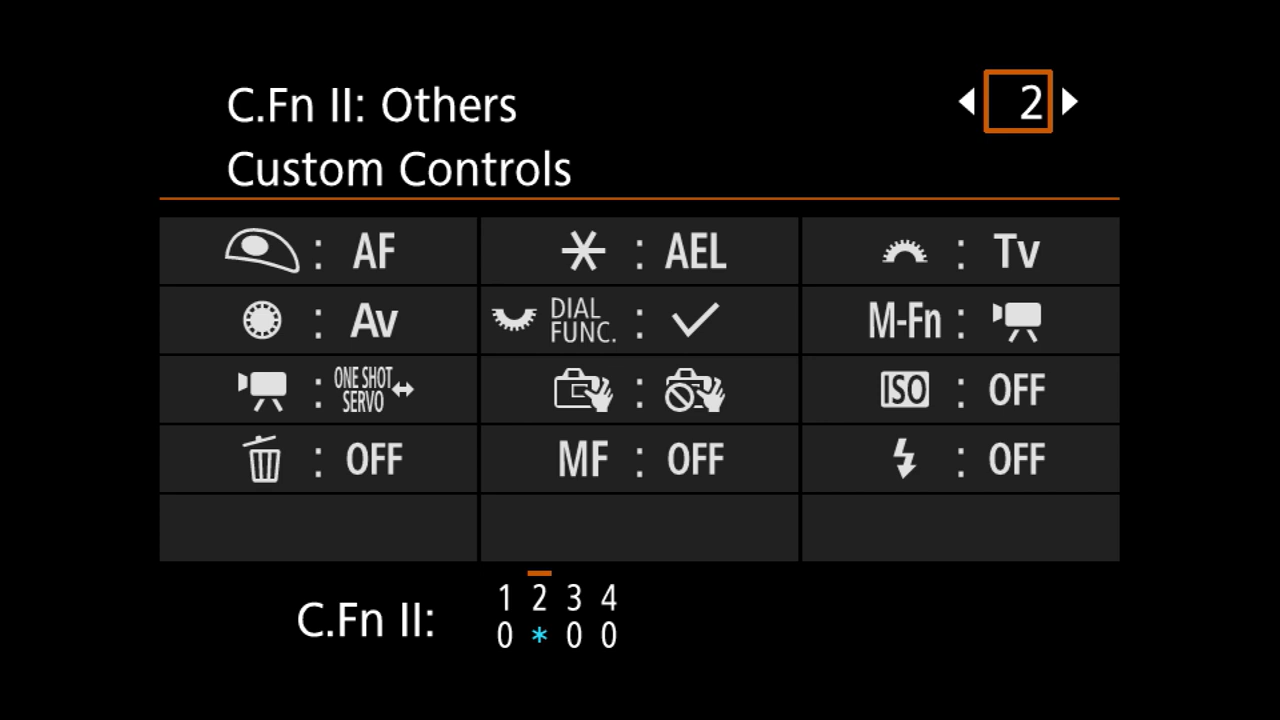 C.Fn II: Others
2
Custom Controls
: AF
: AEL
: Tv
: Av
DIAL FUNC. :
M-Fn :
: ONE SHOT SERVO
:
ISO : OFF
: OFF
MF : OFF
: OFF
C.Fn II:
1 2 3 4
0 * 0 0